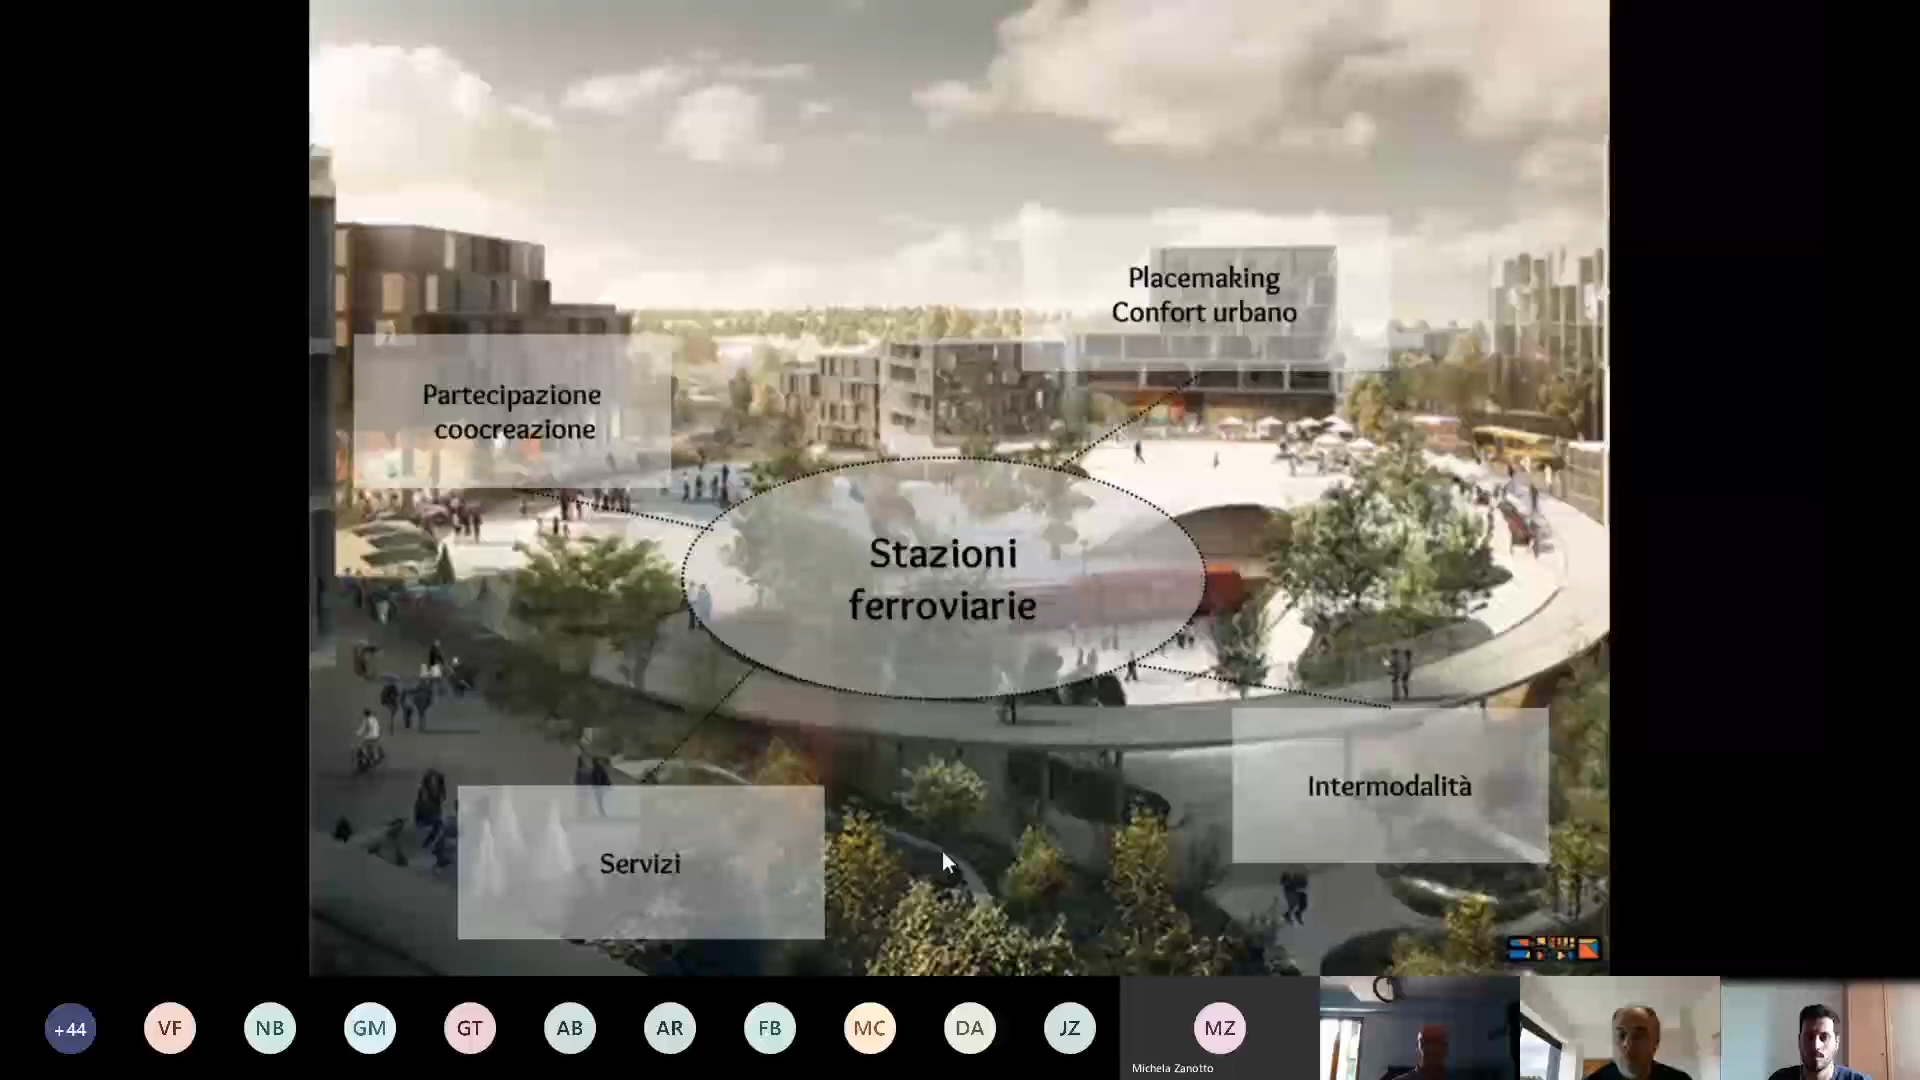 Placemaking
Confort urbano
Partecipazione
coocreazione
Stazioni
ferroviarie
Intermodalità
Servizi
+44
VF
NB
GM
GT
AB
AR
FB
MC
DA
JZ
MZ
Michela Zanotto